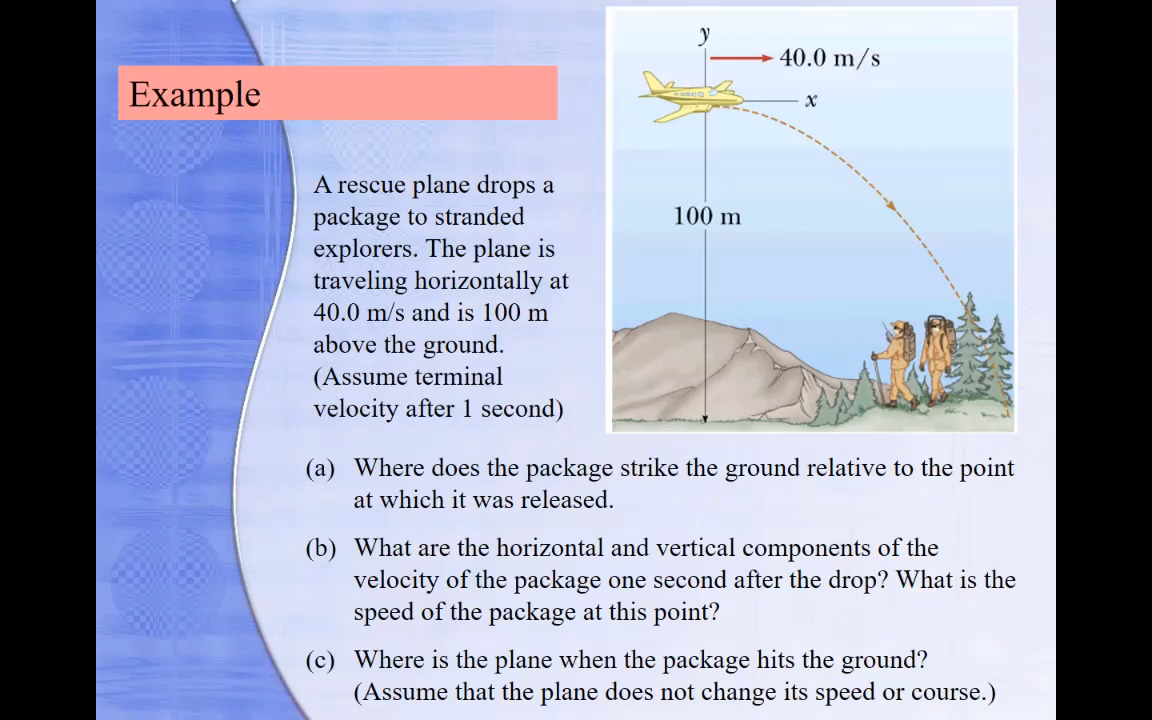 Example
y
40.0 m/s
x
100 m
A rescue plane drops a
package to stranded
explorers. The plane is
traveling horizontally at
40.0 m/s and is 100 m
above the ground.
(Assume terminal
velocity after 1 second)
(a) Where does the package strike the ground relative to the point
at which it was released.
(b) What are the horizontal and vertical components of the
velocity of the package one second after the drop? What is the
speed of the package at this point?
(c) Where is the plane when the package hits the ground?
(Assume that the plane does not change its speed or course.)